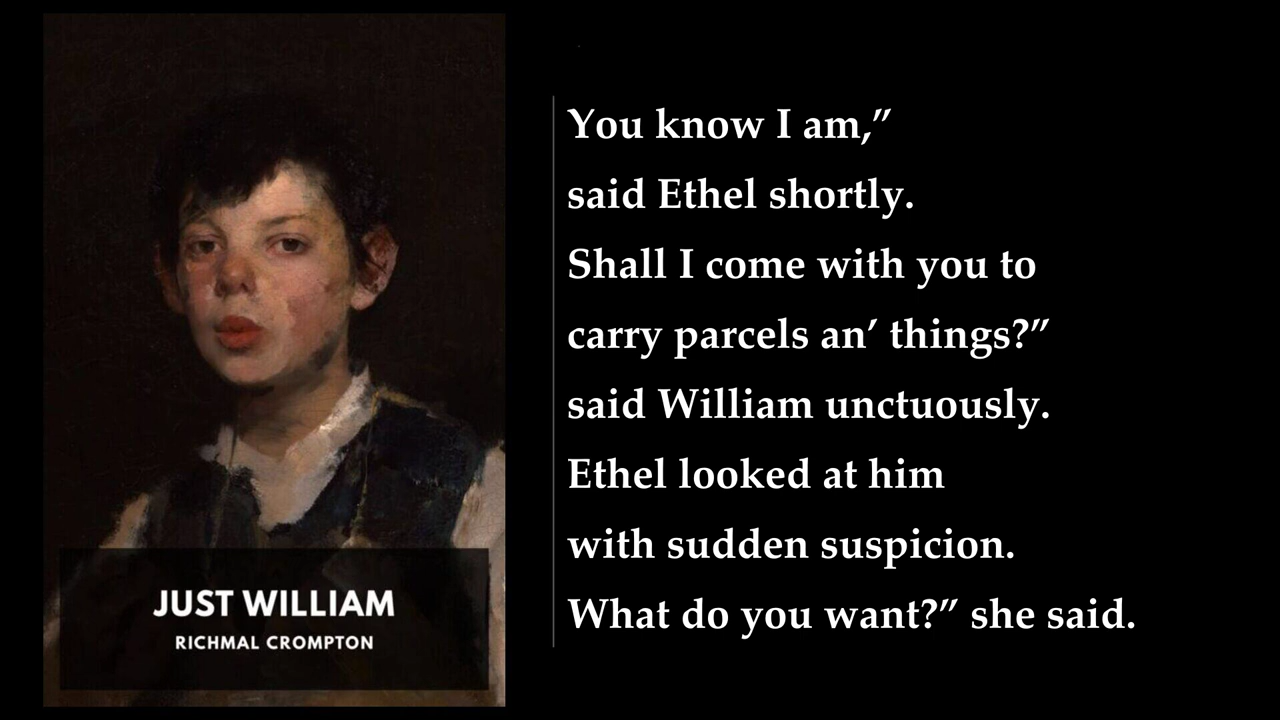 JUST WILLIAM
RICHMAL CROMPTON
You know I am,”
said Ethel shortly.
Shall I come with you to
carry parcels an’ things?”
said William unctuously.
Ethel looked at him
with sudden suspicion.
What do you want?” she said.